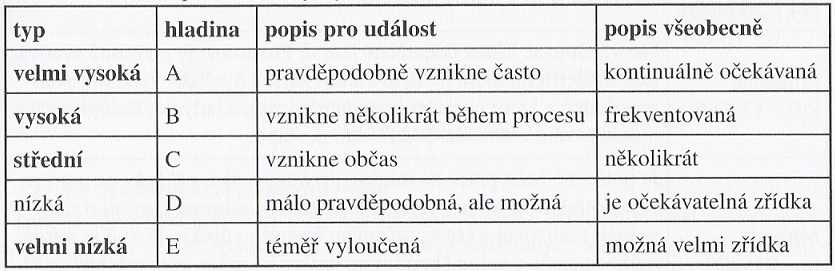 typ hladina popis pro událost popis všeobecně
velmi vysoká A pravděpodobně vznikne často kontinuálně očekávaná
vysoká B vznikne několikrát během procesu frekventovaná
střední C vznikne občas několikrát
nízká D málo pravděpodobná, ale možná je očekávatelná zřídka
velmi nízká E téměř vyloučená možná velmi zřídka